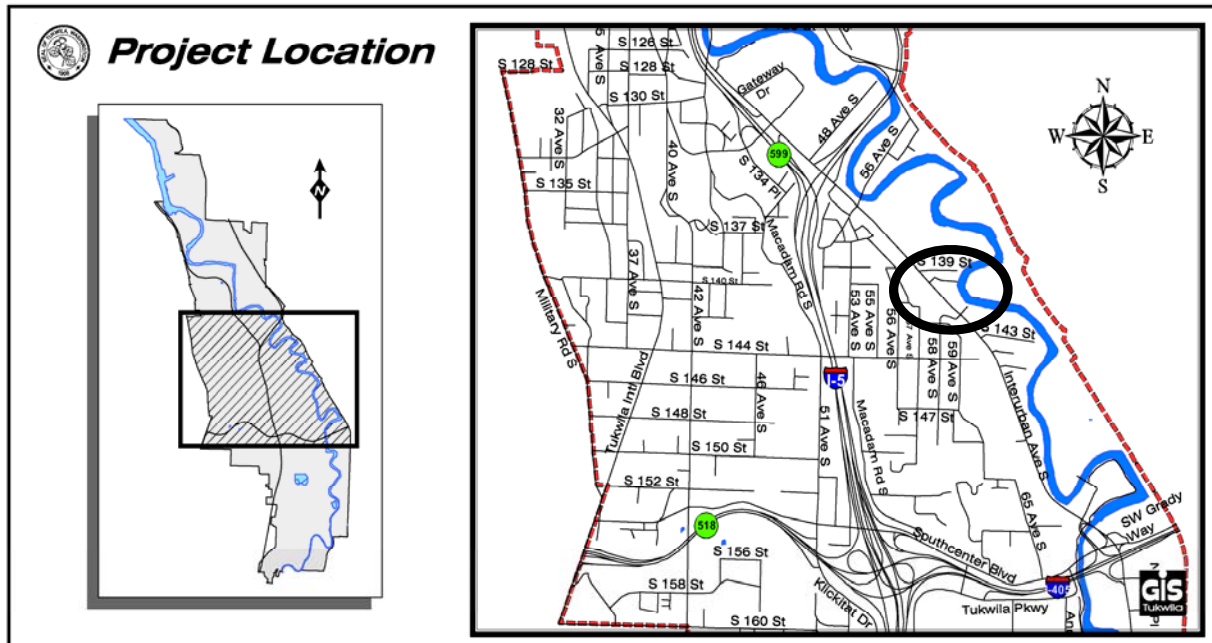 Project Location
SEAL OF TUKWILA, WASHINGTON
1908
N
S 126 St
S 128 St
S 128 St
S 130 St
Gateway
Dr
32 Ave S
40 Ave S
48 Ave S
56 Ave S
599
S 134 Pl
S 135 St
S 137 St
Macadam Rd S
37 Ave S
S 140 St
42 Ave S
S 139 St
53 Ave S
55 Ave S
56 Ave S
58 Ave S
59 Ave S
S 143 St
Military Rd S
Tukwila Intl Blvd
S 144 St
S 146 St
46 Ave S
I-5
S 148 St
S 147 St
51 Ave S
Macadam Rd S
Interurban Ave S
S 150 St
S 152 St
65 Ave S
SW Grady
Way
518
Southcenter Blvd
S 156 St
S 158 St
Klickitat Dr
Tukwila Pkwy
S 160 St
-405
N
W
E
S
GIS
Tukwila